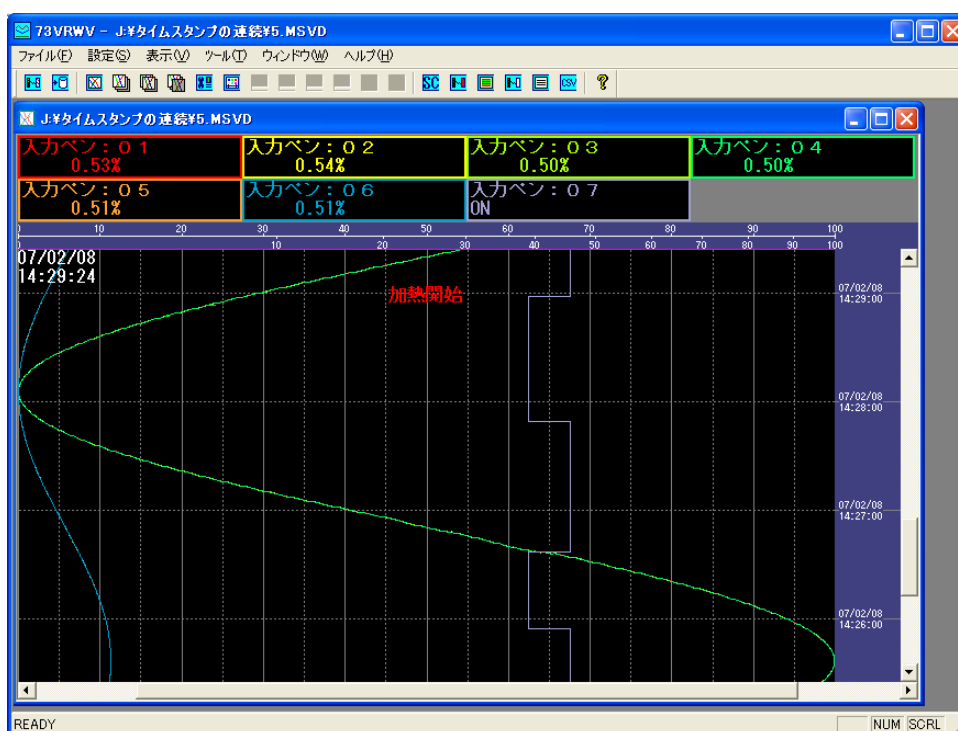 73VRWV - J:¥タイムスタンプの連続¥5.MSVD
ファイル(F) 設定(S) 表示(V) ツール(T) ウィンドウ(W) ヘルプ(H)
SC CSV ?
J:¥タイムスタンプの連続¥5.MSVD
入力ペン:01 入力ペン:02 入力ペン:03 入力ペン:04
0.53% 0.54% 0.50% 0.50%
入力ペン:05 入力ペン:06 入力ペン:07
0.51% 0.51% ON
0 10 20 30 40 50 60 70 80 90 100
10 20 30 40 50 60 70 80 90 100
07/02/08
14:29:24
加熱開始
07/02/08
14:29:00
07/02/08
14:28:00
07/02/08
14:27:00
07/02/08
14:26:00
READY NUM SCRL